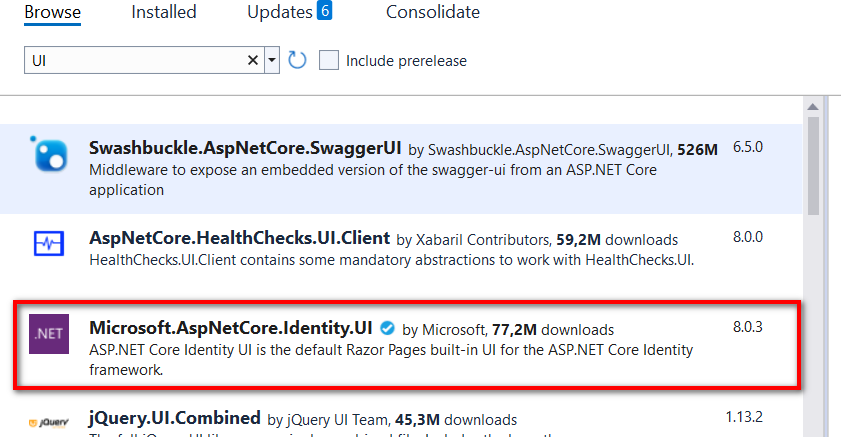 Browse Installed Updates 6 Consolidate
UI Include prerelease
Swashbuckle.AspNetCore.SwaggerUI by Swashbuckle.AspNetCore.SwaggerUI, 526M 6.5.0
Middleware to expose an embedded version of the swagger-ui from an ASP.NET Core
application
AspNetCore.HealthChecks.UI.Client by Xabaril Contributors, 59,2M downloads 8.0.0
HealthChecks.UI.Client contains some mandatory abstractions to work with HealthChecks.UI.
.NET Microsoft.AspNetCore.Identity.UI by Microsoft, 77,2M downloads 8.0.3
ASP.NET Core Identity UI is the default Razor Pages built-in UI for the ASP.NET Core Identity
framework.
jQuery jQuery.UI.Combined by jQuery UI Team, 45,3M downloads 1.13.2